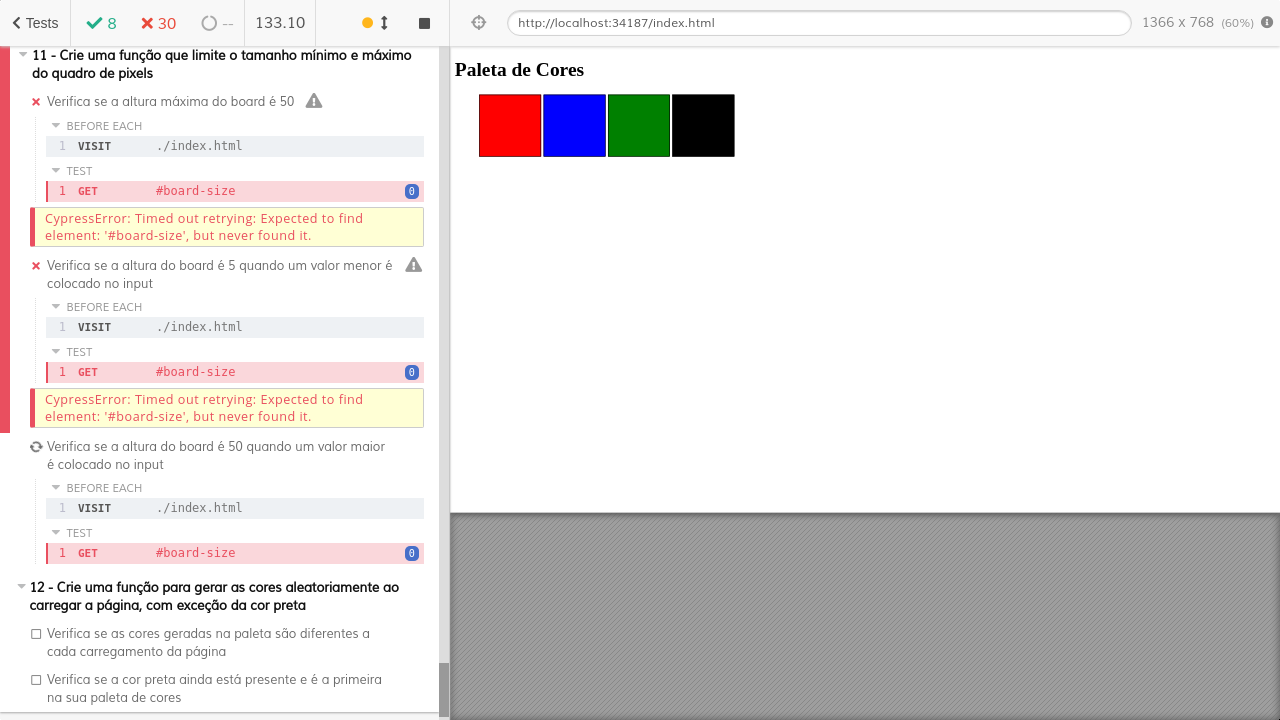 Tests
8
30
--
133.10
http://localhost:34187/index.html
1366 x 768 (60%)
11 - Crie uma função que limite o tamanho mínimo e máximo
do quadro de pixels
Verifica se a altura máxima do board é 50
BEFORE EACH
1 VISIT ./index.html
TEST
1 GET #board-size 0
CypressError: Timed out retrying: Expected to find
element: '#board-size', but never found it.
Verifica se a altura do board é 5 quando um valor menor é
colocado no input
BEFORE EACH
1 VISIT ./index.html
TEST
1 GET #board-size 0
CypressError: Timed out retrying: Expected to find
element: '#board-size', but never found it.
Verifica se a altura do board é 50 quando um valor maior
é colocado no input
BEFORE EACH
1 VISIT ./index.html
TEST
1 GET #board-size 0
12 - Crie uma função para gerar as cores aleatoriamente ao
carregar a página, com exceção da cor preta
Verifica se as cores geradas na paleta são diferentes a
cada carregamento da página
Verifica se a cor preta ainda está presente e é a primeira
na sua paleta de cores
Paleta de Cores